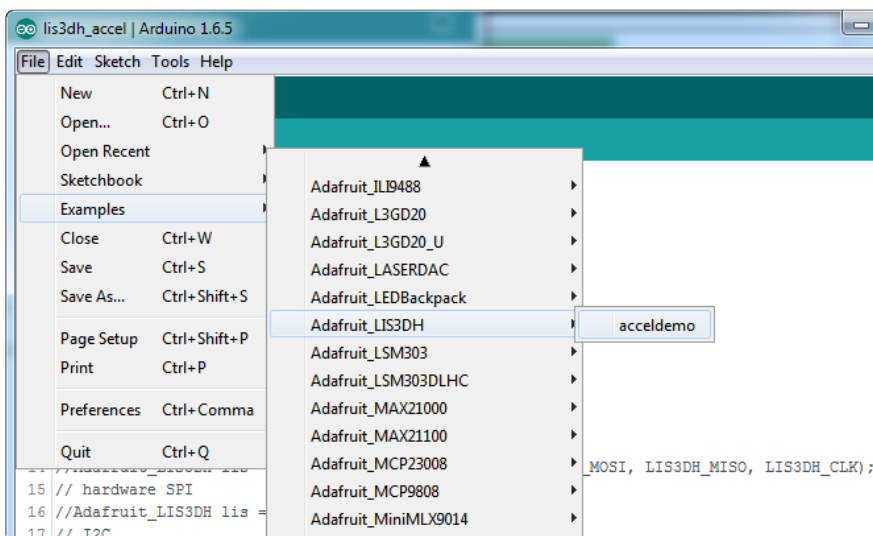 lis3dh_accel | Arduino 1.6.5
File Edit Sketch Tools Help
New Ctrl+N
Open... Ctrl+O
Open Recent
Sketchbook
Examples
Close Ctrl+W
Save Ctrl+S
Save As... Ctrl+Shift+S
Page Setup Ctrl+Shift+P
Print Ctrl+P
Preferences Ctrl+Comma
Quit Ctrl+Q
Adafruit_ILI9488
Adafruit_L3GD20
Adafruit_L3GD20_U
Adafruit_LASERDAC
Adafruit_LEDBackpack
Adafruit_LIS3DH
Adafruit_LSM303
Adafruit_LSM303DLHC
Adafruit_MAX21000
Adafruit_MAX21100
Adafruit_MCP23008
Adafruit_MCP9808
Adafruit_MiniMLX9014
acceldemo
_MOSI, LIS3DH_MISO, LIS3DH_CLK);
15 // hardware SPI
16 //Adafruit_LIS3DH lis =
17 // I2C